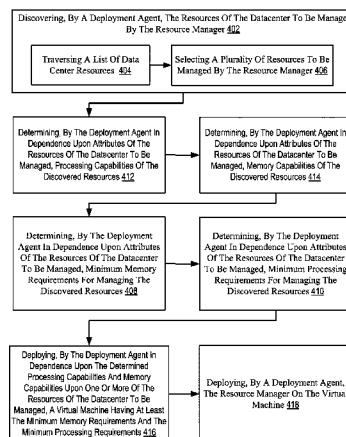 Discovering, By A Deployment Agent, The Resources Of The Datacenter To Be Managed
By The Resource Manager 402
Traversing A List Of Data
Center Resources 404
Selecting A Plurality Of Resources To Be
Managed By The Resource Manager 406
Determining, By The Deployment Agent In
Dependence Upon Attributes Of The
Resources Of The Datacenter To Be
Managed, Processing Capabilities Of The
Discovered Resources 412
Determining, By The Deployment Agent In
Dependence Upon Attributes Of The
Resources Of The Datacenter To Be
Managed, Memory Capabilities Of The
Discovered Resources 414
Determining, By The Deployment
Agent In Dependence Upon Attributes
Of The Resources Of The Datacenter
To Be Managed, Minimum Memory
Requirements For Managing The
Discovered Resources 408
Determining, By The Deployment
Agent In Dependence Upon Attributes
Of The Resources Of The Datacenter
To Be Managed, Minimum Processing
Requirements For Managing The
Discovered Resources 410
Deploying, By The Deployment Agent In
Dependence Upon The Determined
Processing Capabilities And Memory
Capabilities Upon One Or More Of The
Resources Of The Datacenter To Be
Managed, A Virtual Machine Having At Least
The Minimum Memory Requirements And The
Minimum Processing Requirements 416
Deploying, By A Deployment Agent,
The Resource Manager On The Virtual
Machine 418